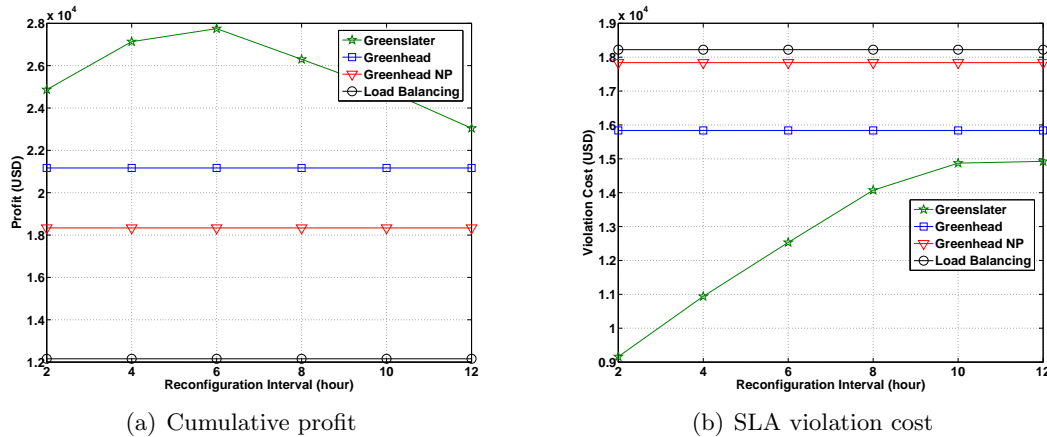 x 10⁴
2.8
2.6
2.4
2.2
2
1.8
1.6
1.4
1.2
Profit (USD)
Greenslater
Greenhead
Greenhead NP
Load Balancing
2 4 6 8 10 12
Reconfiguration Interval (hour)
(a) Cumulative profit
x 10⁴
1.9
1.8
1.7
1.6
1.5
1.4
1.3
1.2
1.1
1
0.9
Violation Cost (USD)
Greenslater
Greenhead
Greenhead NP
Load Balancing
2 4 6 8 10 12
Reconfiguration Interval (hour)
(b) SLA violation cost